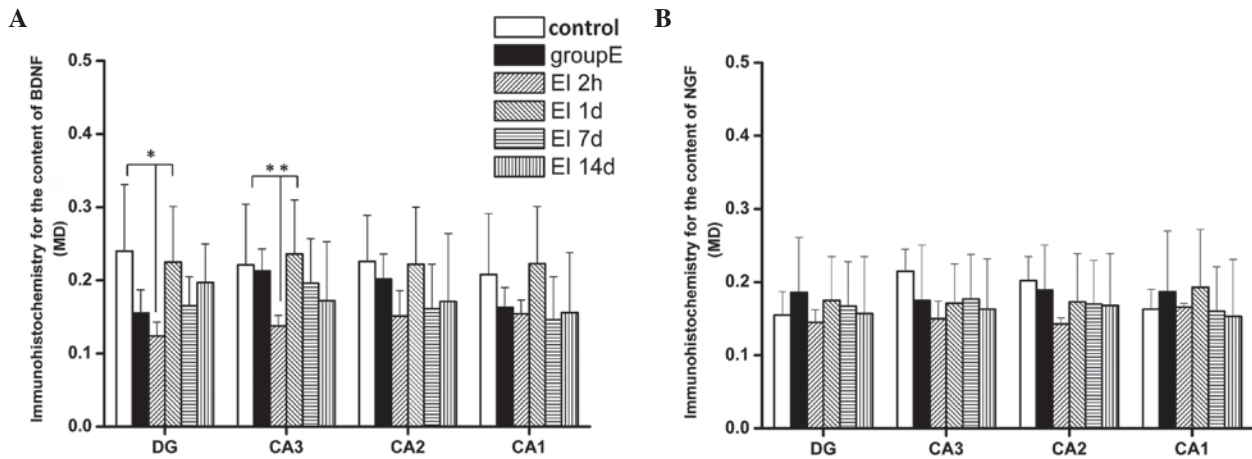 A
Immunohistochemistry for the content of BDNF
(MD)
0.5
0.4
0.3
0.2
0.1
0.0
*
**
control
groupE
EI 2h
EI 1d
EI 7d
EI 14d
DG CA3 CA2 CA1
B
Immunohistochemistry for the content of NGF
(MD)
0.5
0.4
0.3
0.2
0.1
0.0
DG CA3 CA2 CA1